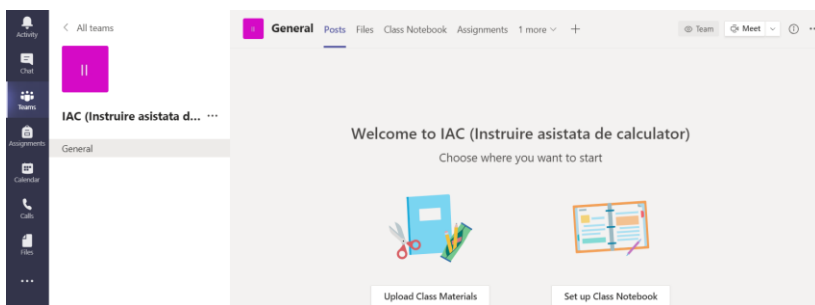 Activity
Chat
Teams
Assignments
Calendar
Calls
Files
All teams
II
IAC (Instruire asistata d... ...
General
II General Posts Files Class Notebook Assignments 1 more + Team Meet
Welcome to IAC (Instruire asistata de calculator)
Choose where you want to start
Upload Class Materials
Set up Class Notebook